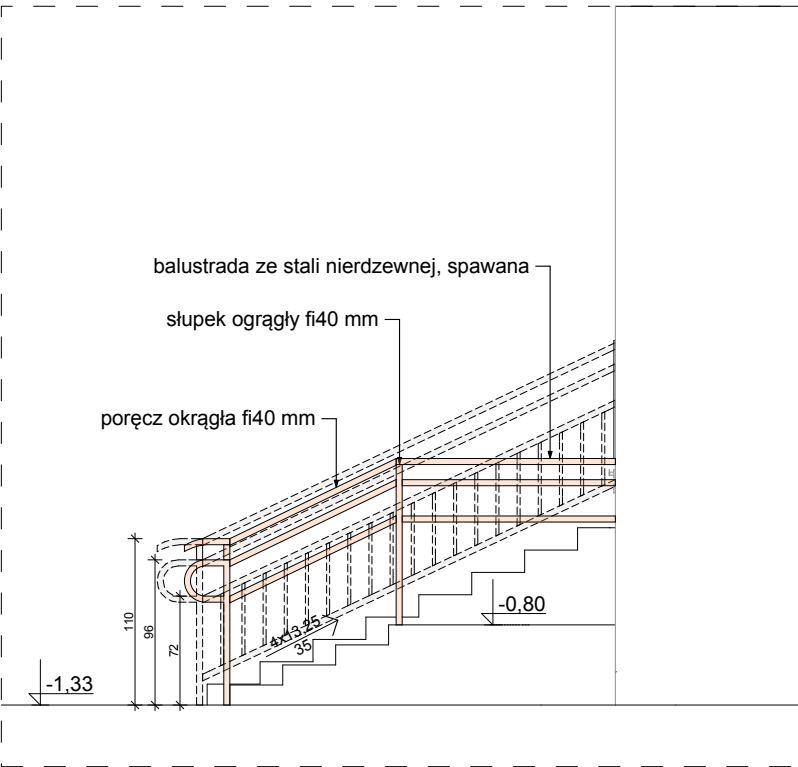 balustrada ze stali nierdzewnej, spawana
słupek ogrągły fi40 mm
poręcz okrągła fi40 mm
110
96
72
4x13,25
35
-0,80
-1,33